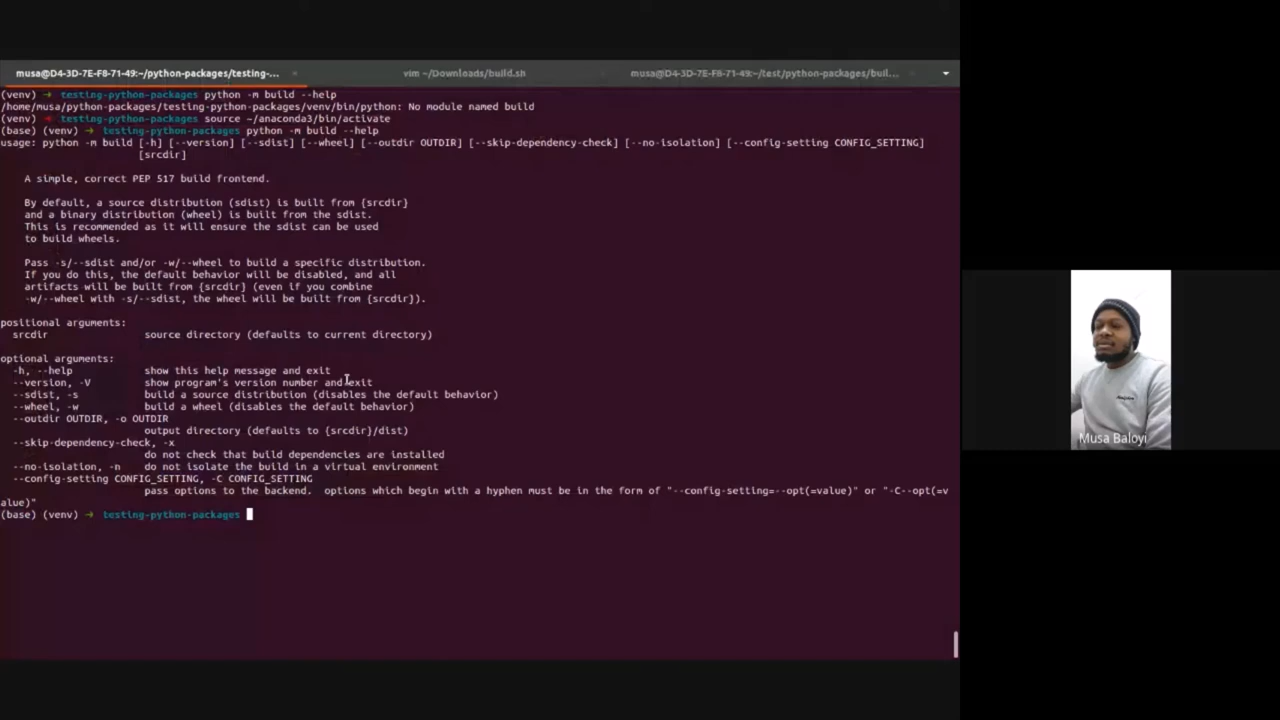 musa@D4-3D-7E-F8-71-49:~/python-packages/testing-... × vim ~/Downloads/build.sh musa@D4-3D-7E-F8-71-49:~/test/python-packages/buil...
(venv) → testing-python-packages python -m build --help
/home/musa/python-packages/testing-python-packages/venv/bin/python: No module named build
(venv) → testing-python-packages source ~/anaconda3/bin/activate
(base) (venv) → testing-python-packages python -m build --help
usage: python -m build [-h] [--version] [--sdist] [--wheel] [--outdir OUTDIR] [--skip-dependency-check] [--no-isolation] [--config-setting CONFIG_SETTING]
[srcdir]
A simple, correct PEP 517 build frontend.
By default, a source distribution (sdist) is built from {srcdir}
and a binary distribution (wheel) is built from the sdist.
This is recommended as it will ensure the sdist can be used
to build wheels.
Pass -s/--sdist and/or -w/--wheel to build a specific distribution.
If you do this, the default behavior will be disabled, and all
artifacts will be built from {srcdir} (even if you combine
-w/--wheel with -s/--sdist, the wheel will be built from {srcdir}).
positional arguments:
srcdir source directory (defaults to current directory)
optional arguments:
-h, --help show this help message and exit
--version, -V show program's version number and exit
--sdist, -s build a source distribution (disables the default behavior)
--wheel, -w build a wheel (disables the default behavior)
--outdir OUTDIR, -o OUTDIR
output directory (defaults to {srcdir}/dist)
--skip-dependency-check, -x
do not check that build dependencies are installed
--no-isolation, -n do not isolate the build in a virtual environment
--config-setting CONFIG_SETTING, -C CONFIG_SETTING
pass options to the backend. options which begin with a hyphen must be in the form of "--config-setting=--opt(=value)" or "-C--opt(=v
alue)"
(base) (venv) → testing-python-packages
Musa Baloyi